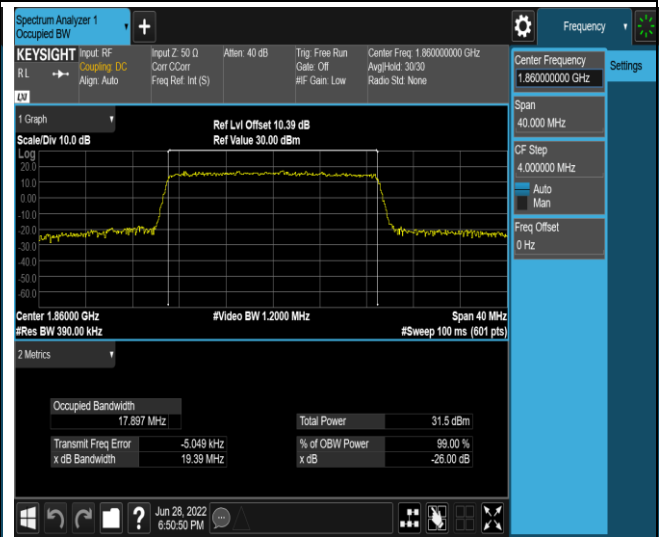 Spectrum Analyzer 1
Occupied BW
+
Frequency
KEYSIGHT
RL
LXI
Input: RF
Coupling: DC
Align: Auto
Input Z: 50 Ω
Corr CCorr
Freq Ref: Int (S)
Atten: 40 dB
Trig: Free Run
Gate: Off
#IF Gain: Low
Center Freq: 1.860000000 GHz
Avg|Hold: 30/30
Radio Std: None
Center Frequency
1.860000000 GHz
Settings
Span
40.000 MHz
CF Step
4.000000 MHz
Auto
Man
Freq Offset
0 Hz
1 Graph
Scale/Div 10.0 dB
Ref Lvl Offset 10.39 dB
Ref Value 30.00 dBm
Log
20.0
10.0
0.00
-10.0
-20.0
-30.0
-40.0
-50.0
-60.0
Center 1.86000 GHz
#Video BW 1.2000 MHz
Span 40 MHz
#Res BW 390.00 kHz
#Sweep 100 ms (601 pts)
2 Metrics
Occupied Bandwidth
17.897 MHz
Total Power 31.5 dBm
Transmit Freq Error -5.049 kHz
% of OBW Power 99.00 %
x dB Bandwidth 19.39 MHz
x dB -26.00 dB
?
Jun 28, 2022
6:50:50 PM